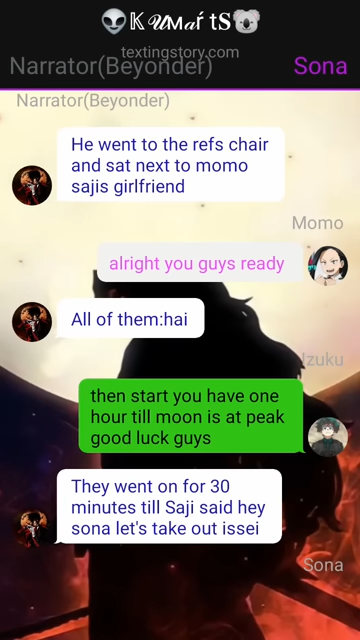 👽𝕂 𝓤ᴍ𝓪ŕ t𝐒🐨
textingstory.com
Narrator(Beyonder)
Sona
Narrator(Beyonder)
He went to the refs chair
and sat next to momo
sajis girlfriend
Momo
alright you guys ready
All of them:hai
Izuku
then start you have one
hour till moon is at peak
good luck guys
They went on for 30
minutes till Saji said hey
sona let's take out issei
Sona